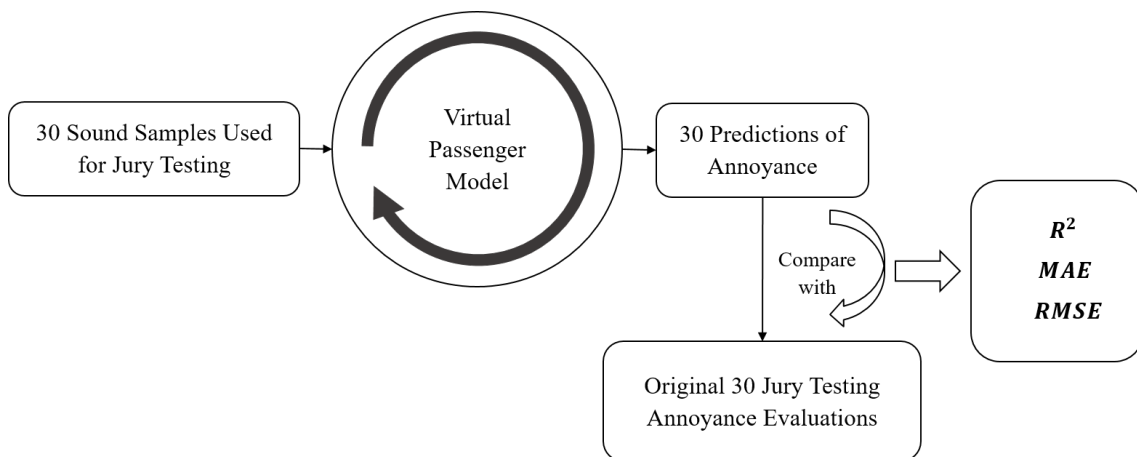 30 Sound Samples Used
for Jury Testing
Virtual
Passenger
Model
30 Predictions of
Annoyance
Compare
with
Original 30 Jury Testing
Annoyance Evaluations
R²
MAE
RMSE